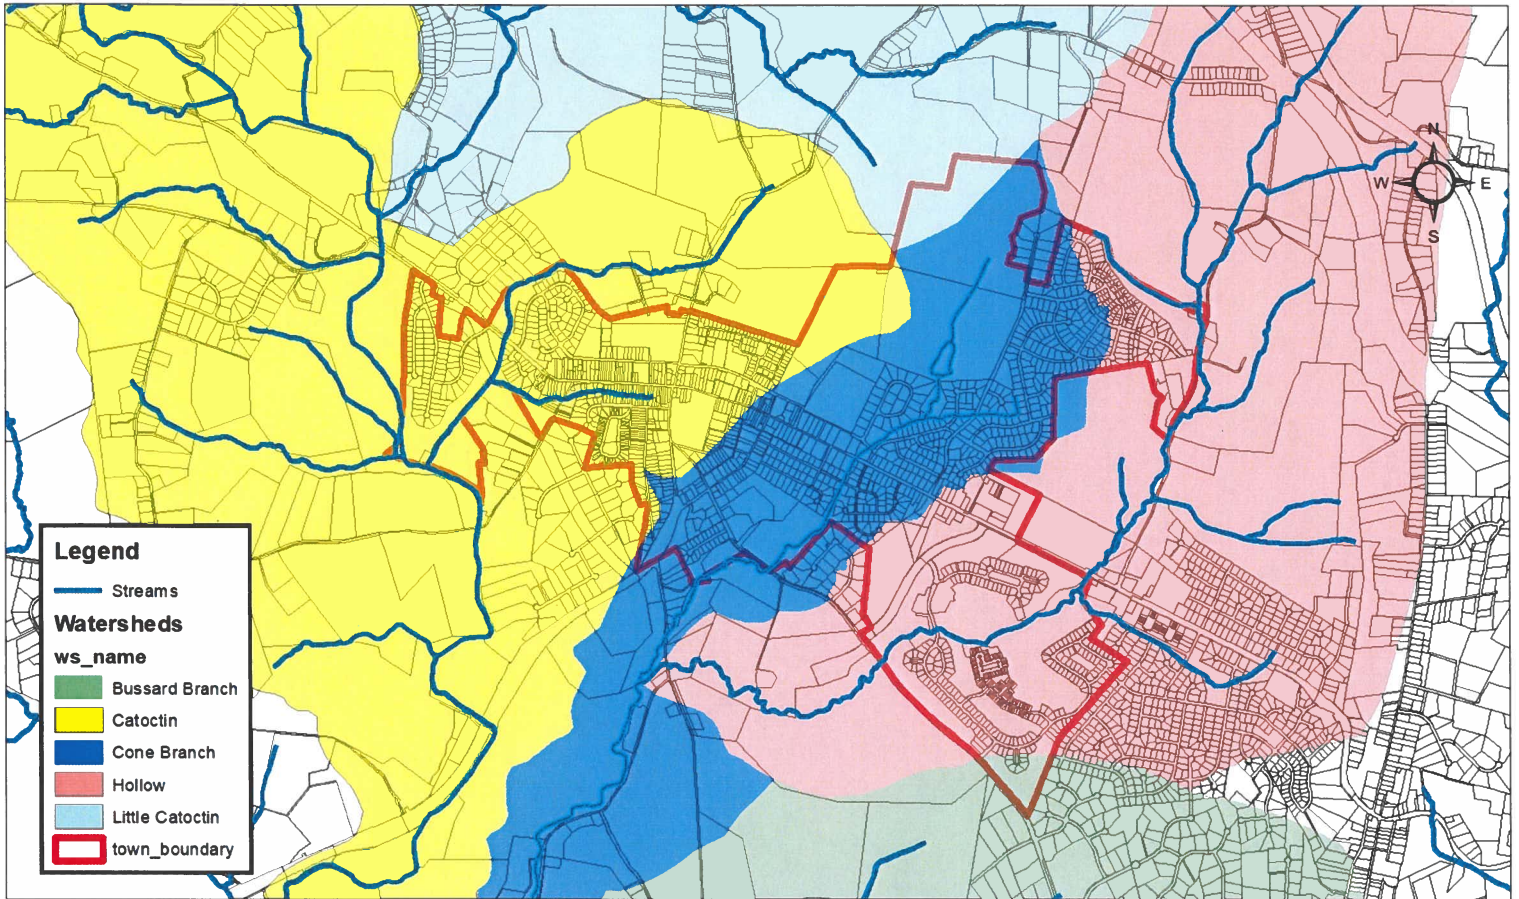 N
W E
S
Legend
Streams
Watersheds
ws_name
Bussard Branch
Catoctin
Cone Branch
Hollow
Little Catoctin
town_boundary